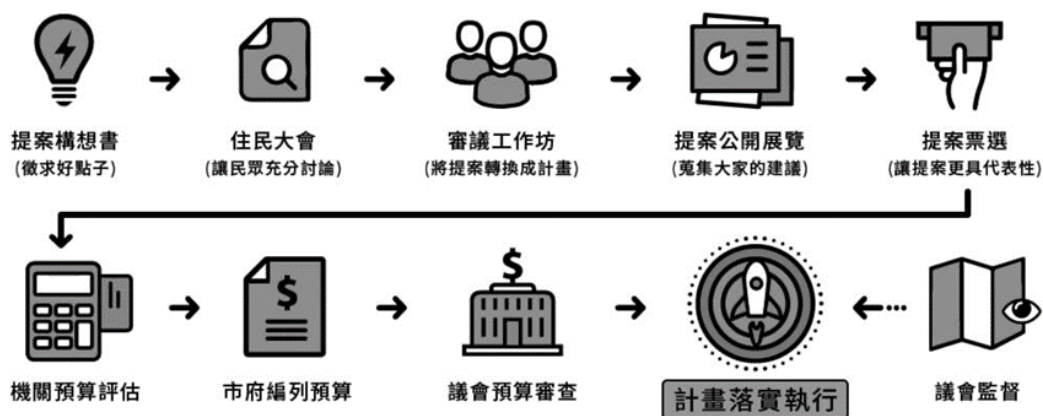 提案構想書
(徵求好點子)
住民大會
(讓民眾充分討論)
審議工作坊
(將提案轉換成計畫)
提案公開展覽
(蒐集大家的建議)
提案票選
(讓提案更具代表性)
$
$
機關預算評估
市府編列預算
議會預算審查
計畫落實執行
議會監督